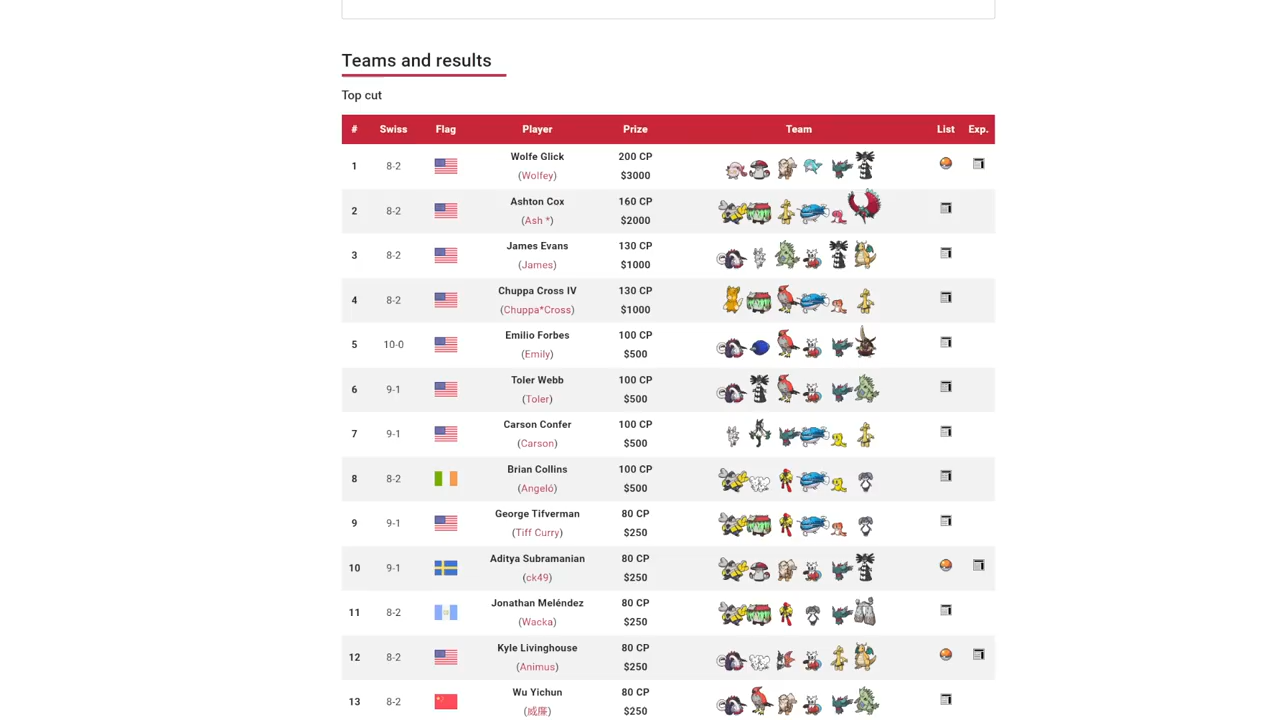 Teams and results
Top cut
# Swiss Flag Player Prize Team List Exp.
1 8-2 Wolfe Glick (Wolfey) 200 CP $3000
2 8-2 Ashton Cox (Ash *) 160 CP $2000
3 8-2 James Evans (James) 130 CP $1000
4 8-2 Chuppa Cross IV (Chuppa*Cross) 130 CP $1000
5 10-0 Emilio Forbes (Emily) 100 CP $500
6 9-1 Toler Webb (Toler) 100 CP $500
7 9-1 Carson Confer (Carson) 100 CP $500
8 8-2 Brian Collins (Angeló) 100 CP $500
9 9-1 George Tifverman (Tiff Curry) 80 CP $250
10 9-1 Aditya Subramanian (ck49) 80 CP $250
11 8-2 Jonathan Meléndez (Wacka) 80 CP $250
12 8-2 Kyle Livinghouse (Animus) 80 CP $250
13 8-2 Wu Yichun (威廉) 80 CP $250